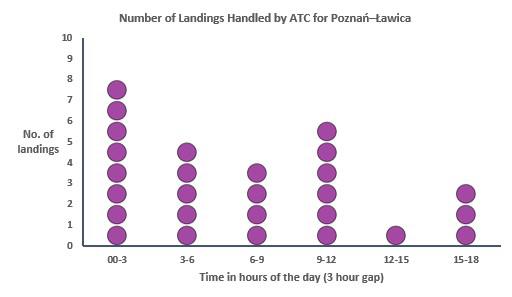 Number of Landings Handled by ATC for Poznań–Ławica
10
9
8
7
6
5
4
3
2
1
0
No. of
landings
00-3 3-6 6-9 9-12 12-15 15-18
Time in hours of the day (3 hour gap)